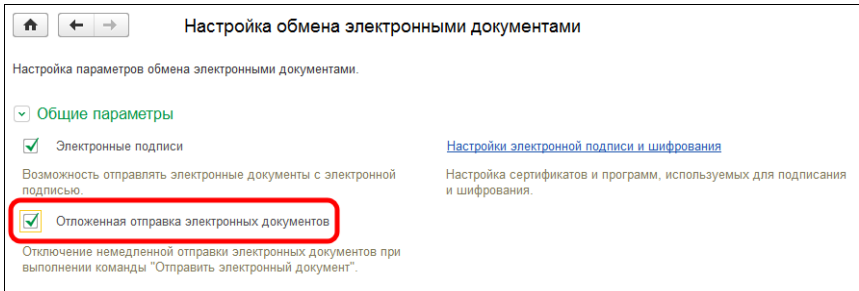 Настройка обмена электронными документами
Настройка параметров обмена электронными документами.
Общие параметры
Электронные подписи
Настройки электронной подписи и шифрования
Возможность отправлять электронные документы с электронной
подписью.
Настройка сертификатов и программ, используемых для подписания
и шифрования.
Отложенная отправка электронных документов
Отключение немедленной отправки электронных документов при
выполнении команды "Отправить электронный документ".